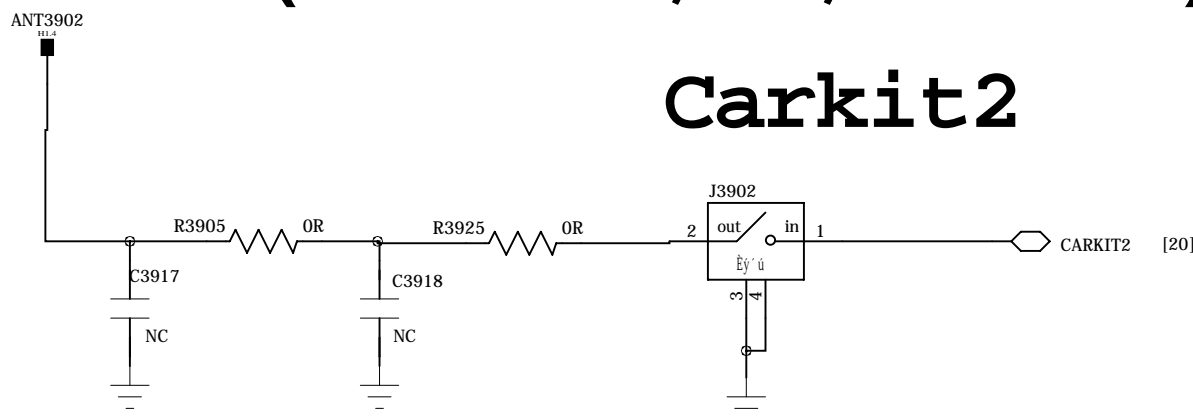 ANT3902
H1.4
Carkit2
J3902
R3905 0R
R3925 0R
2 out in 1
CARKIT2 [20]
Èý´ú
C3917
C3918
3
4
NC
NC